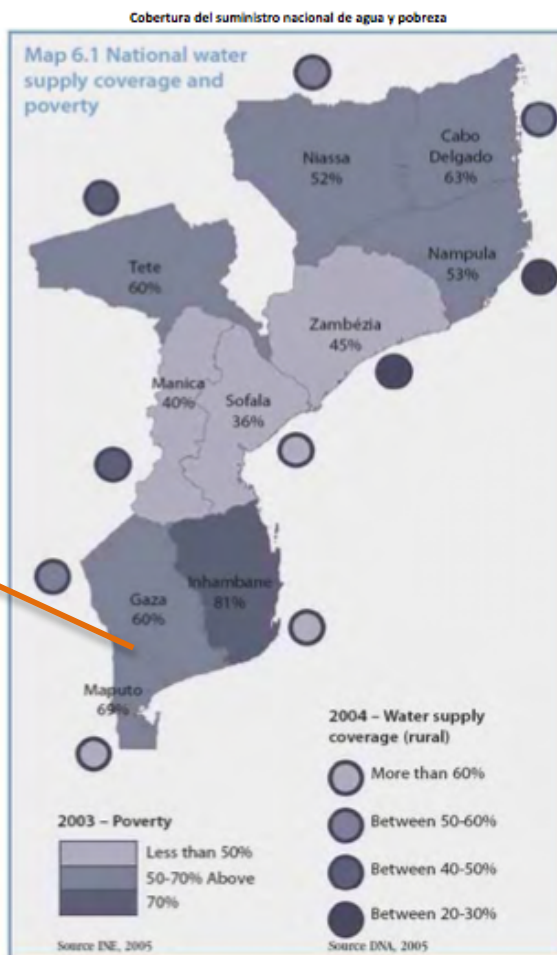 Cobertura del suministro nacional de agua y pobreza
Map 6.1 National water
supply coverage and
poverty
Niassa
52%
Cabo
Delgado
63%
Tete
60%
Nampula
53%
Zambézia
45%
Manica
40%
Sofala
36%
Inhambane
81%
Gaza
60%
Maputo
69%
2004 – Water supply
coverage (rural)
More than 60%
Between 50-60%
Between 40-50%
Between 20-30%
2003 – Poverty
Less than 50%
50-70% Above
70%
Source INE, 2005
Source DNA, 2005